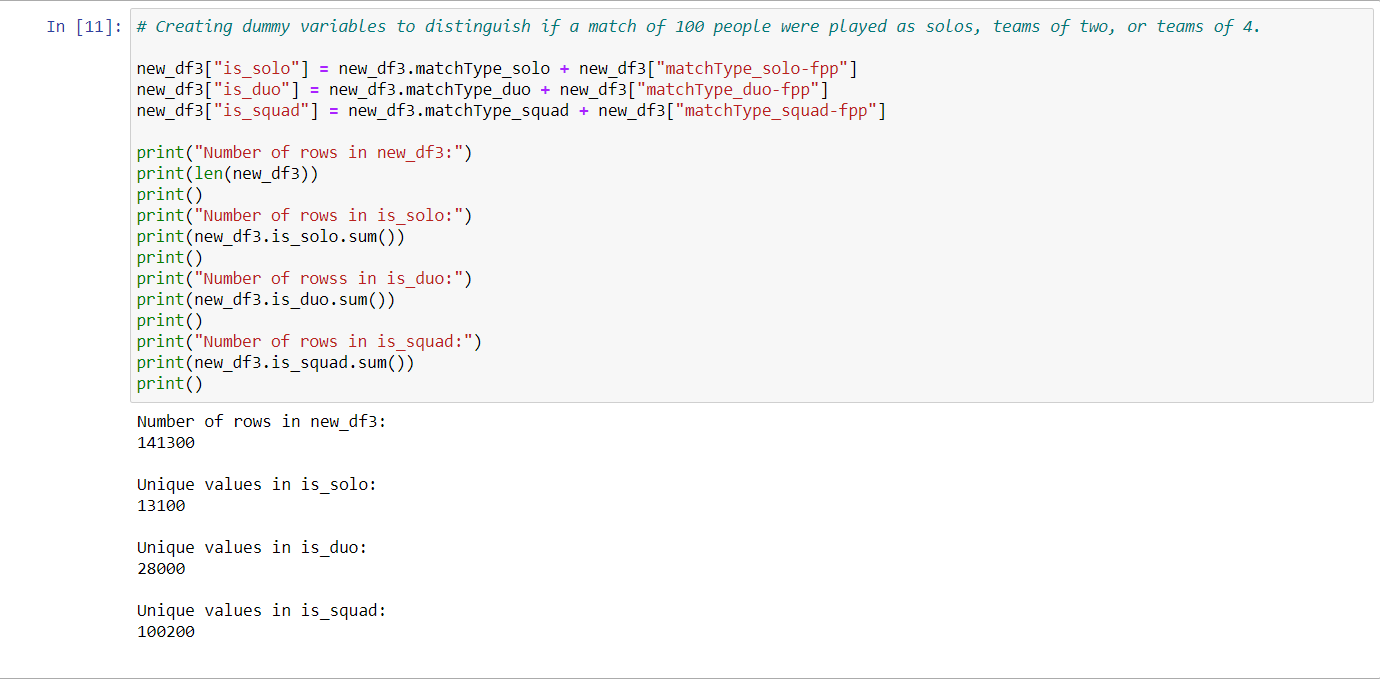 In [11]: # Creating dummy variables to distinguish if a match of 100 people were played as solos, teams of two, or teams of 4.
new_df3["is_solo"] = new_df3.matchType_solo + new_df3["matchType_solo-fpp"]
new_df3["is_duo"] = new_df3.matchType_duo + new_df3["matchType_duo-fpp"]
new_df3["is_squad"] = new_df3.matchType_squad + new_df3["matchType_squad-fpp"]
print("Number of rows in new_df3:")
print(len(new_df3))
print()
print("Number of rows in is_solo:")
print(new_df3.is_solo.sum())
print()
print("Number of rowss in is_duo:")
print(new_df3.is_duo.sum())
print()
print("Number of rows in is_squad:")
print(new_df3.is_squad.sum())
print()
Number of rows in new_df3:
141300
Unique values in is_solo:
13100
Unique values in is_duo:
28000
Unique values in is_squad:
100200